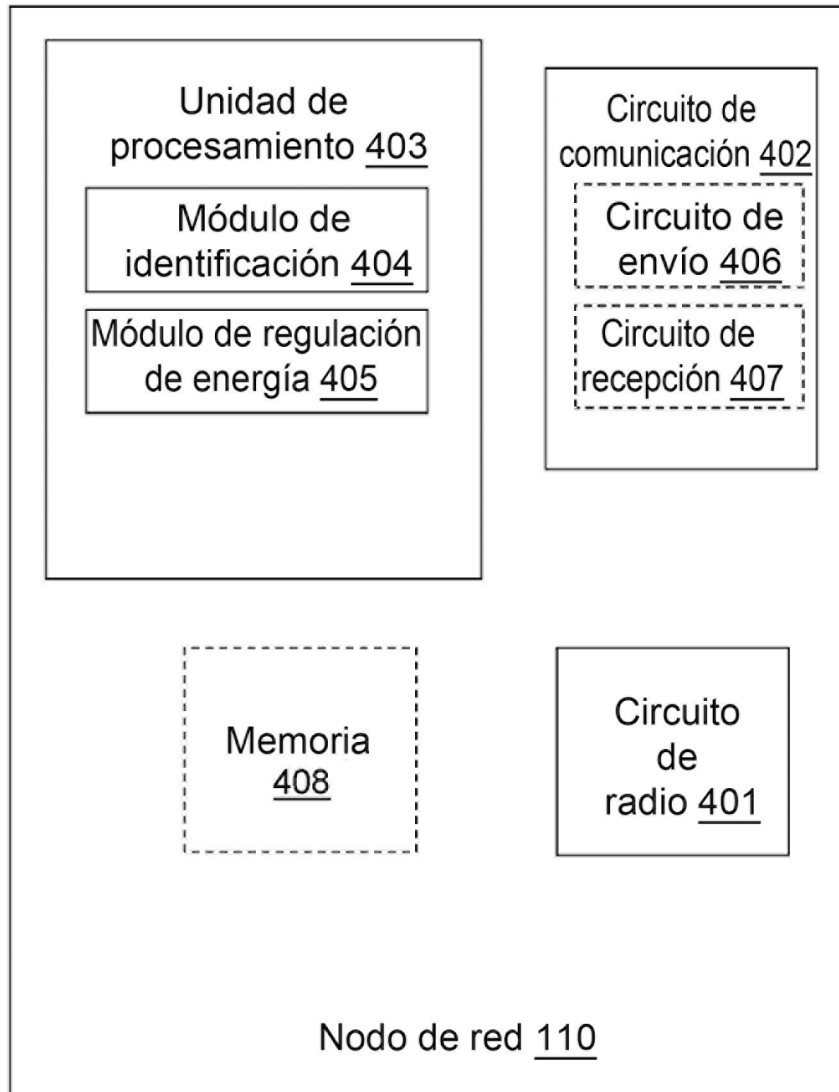 Unidad de
procesamiento 403
Módulo de
identificación 404
Módulo de regulación
de energía 405
Circuito de
comunicación 402
Circuito de
envío 406
Circuito de
recepción 407
Memoria
408
Circuito
de
radio 401
Nodo de red 110